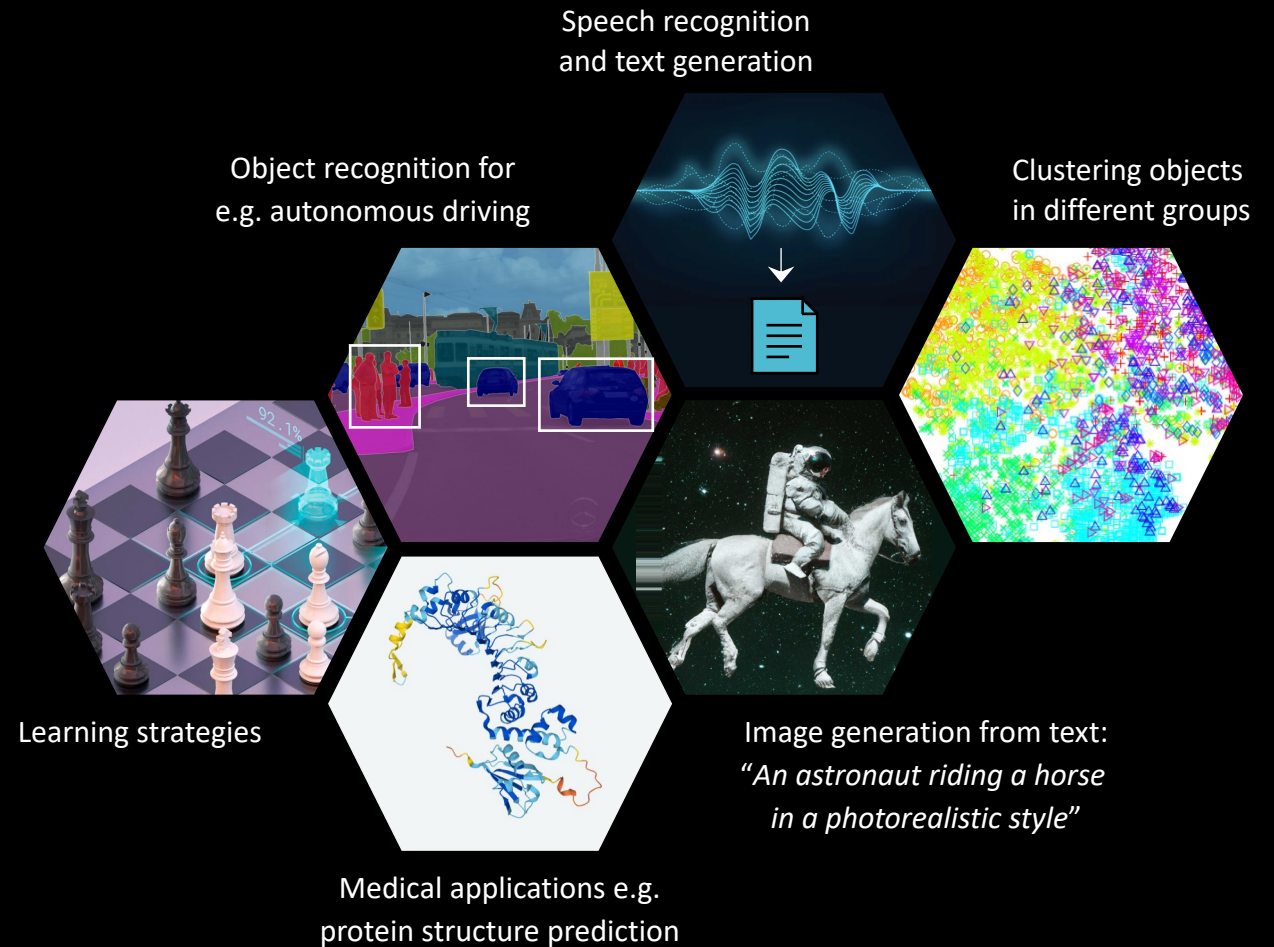 Speech recognition
and text generation
Object recognition for
e.g. autonomous driving
Clustering objects
in different groups
92.1%
Learning strategies
Image generation from text:
“An astronaut riding a horse
in a photorealistic style”
Medical applications e.g.
protein structure prediction